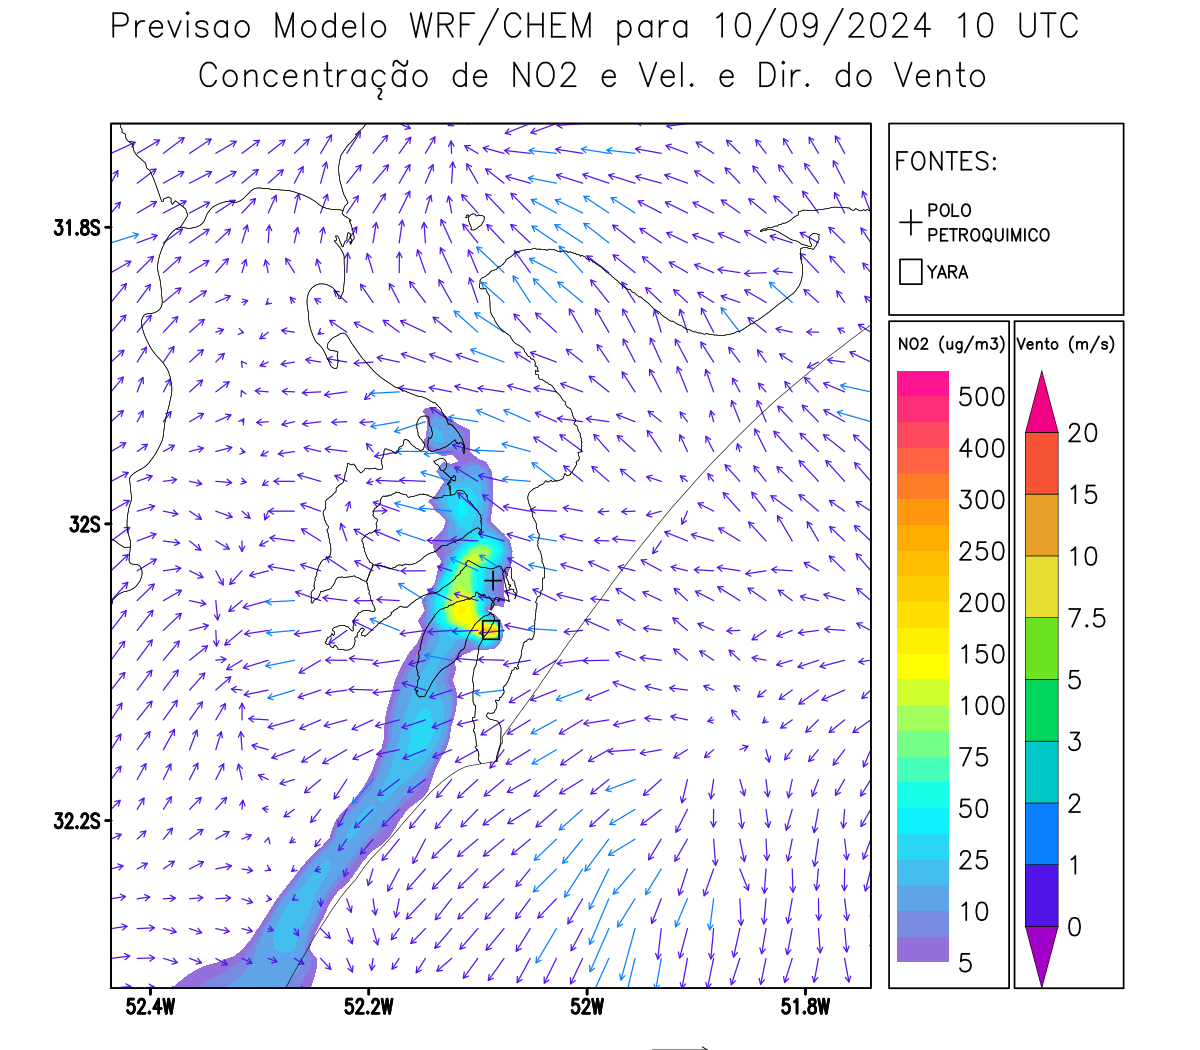 Previsao Modelo WRF/CHEM para 10/09/2024 10 UTC
Concentração de NO2 e Vel. e Dir. do Vento
FONTES:
POLO
PETROQUIMICO
YARA
NO2 (ug/m3)
500
400
300
250
200
150
100
75
50
25
10
5
Vento (m/s)
20
15
10
7.5
5
3
2
1
0
31.8S
32S
32.2S
52.4W
52.2W
52W
51.8W